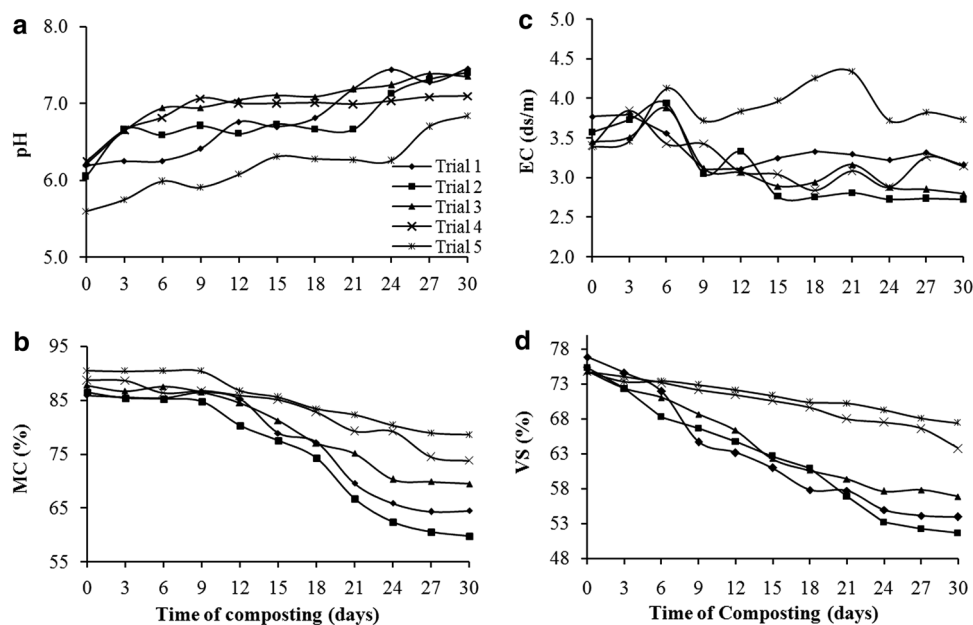 a
8.0
7.0
6.0
5.0
pH
0 3 6 9 12 15 18 21 24 27 30
Trial 1
Trial 2
Trial 3
Trial 4
Trial 5
c
5.0
4.5
4.0
3.5
3.0
2.5
2.0
EC (ds/m)
0 3 6 9 12 15 18 21 24 27 30
b
95
85
75
65
55
MC (%)
0 3 6 9 12 15 18 21 24 27 30
Time of composting (days)
d
78
73
68
63
58
53
48
VS (%)
0 3 6 9 12 15 18 21 24 27 30
Time of Composting (days)